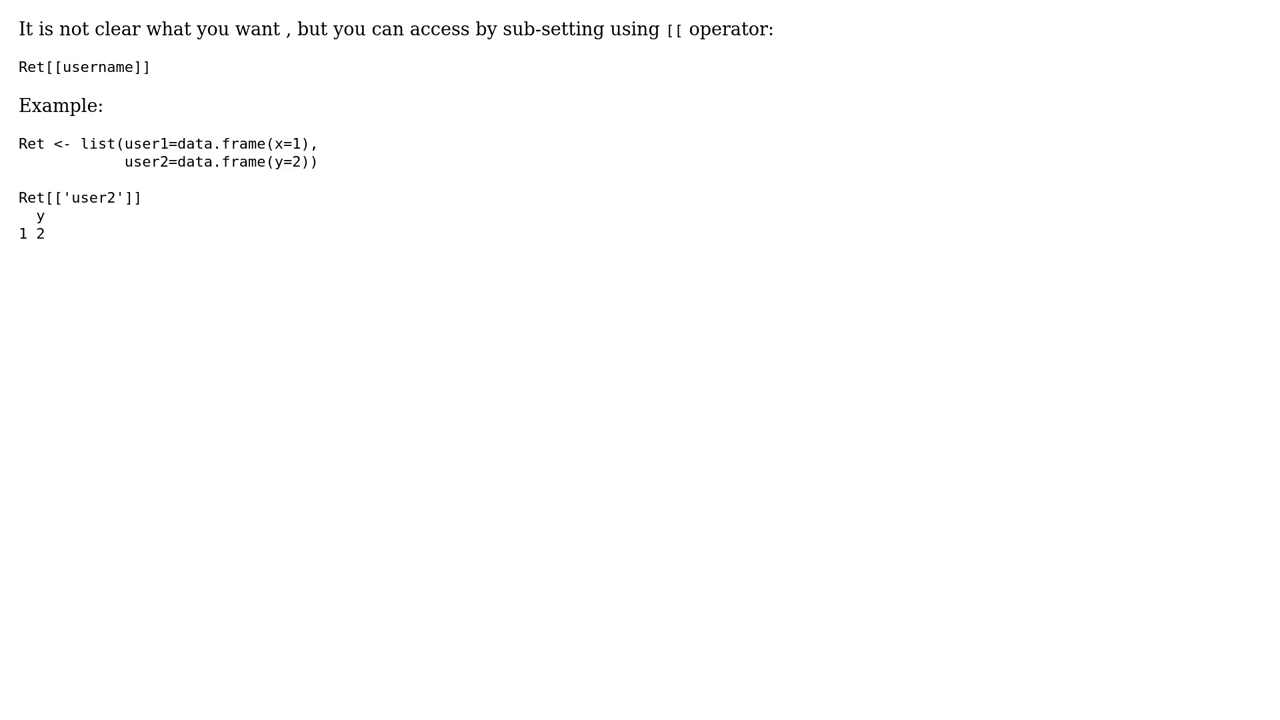 It is not clear what you want , but you can access by sub-setting using [[ operator:
Ret[[username]]
Example:
Ret <- list(user1=data.frame(x=1),
            user2=data.frame(y=2))
Ret[['user2']]
  y
1 2